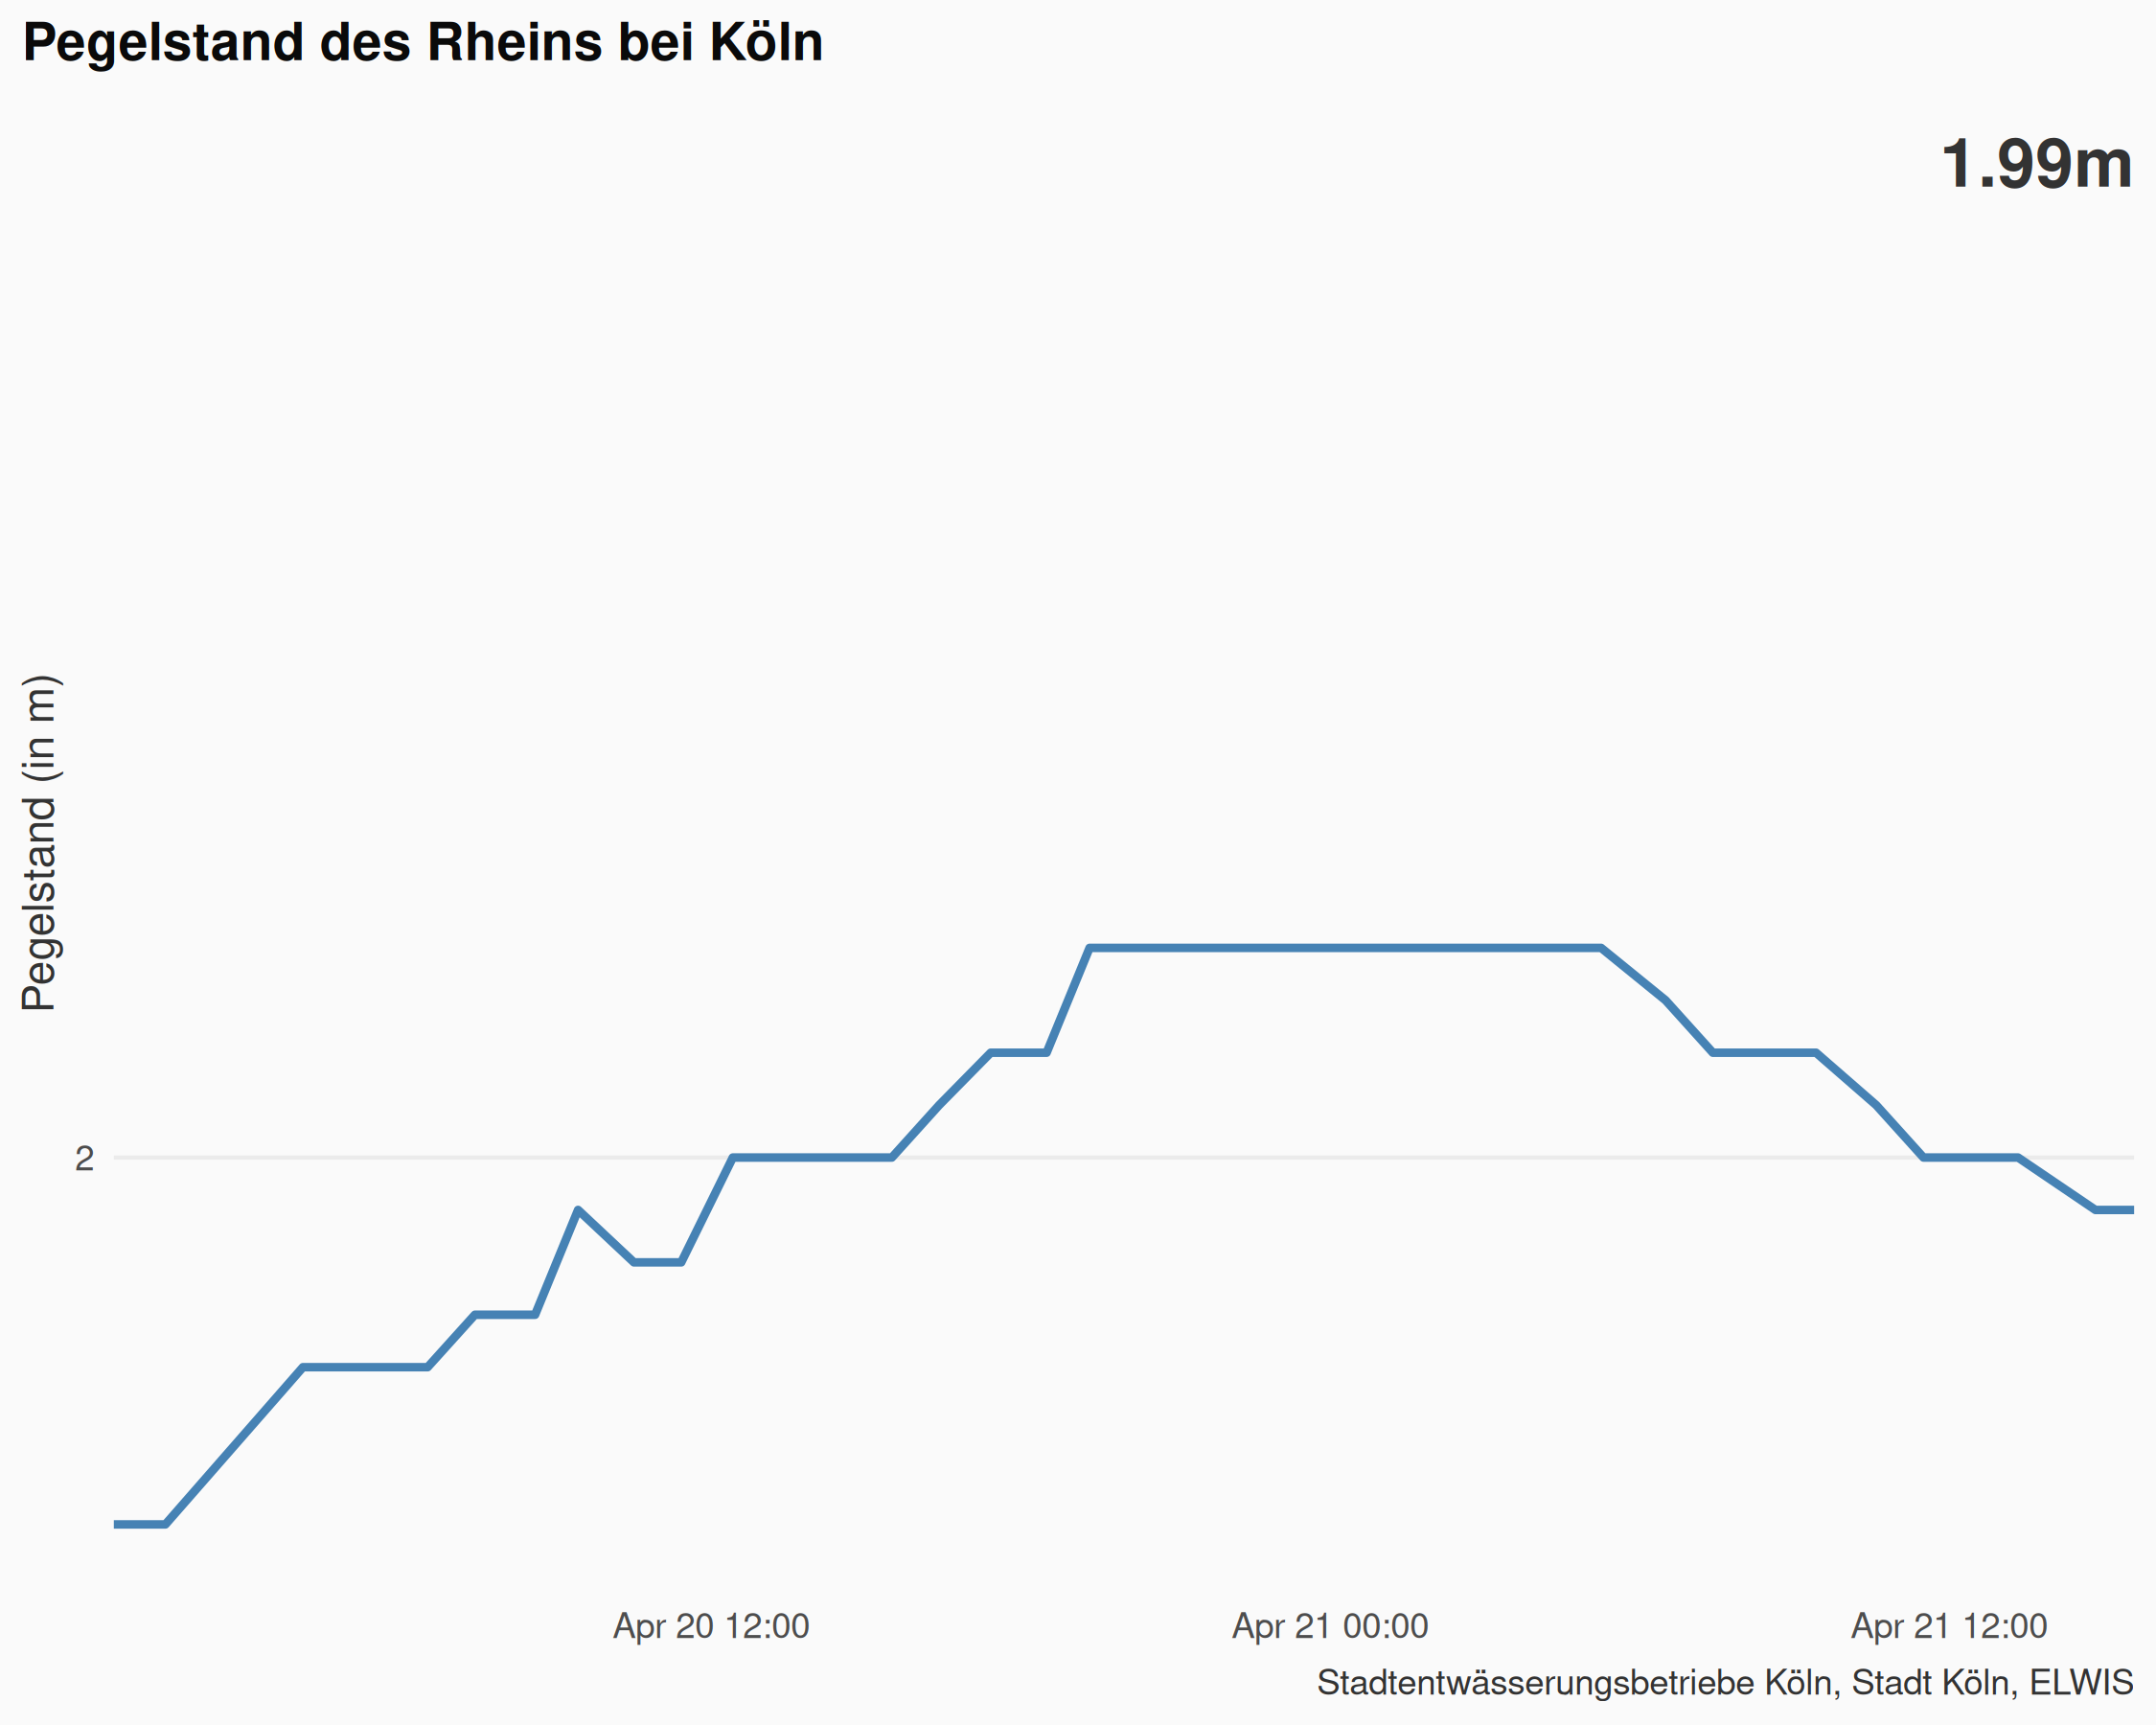 Pegelstand des Rheins bei Köln
1.99m
Pegelstand (in m)
2
Apr 20 12:00
Apr 21 00:00
Apr 21 12:00
Stadtentwässerungsbetriebe Köln, Stadt Köln, ELWIS